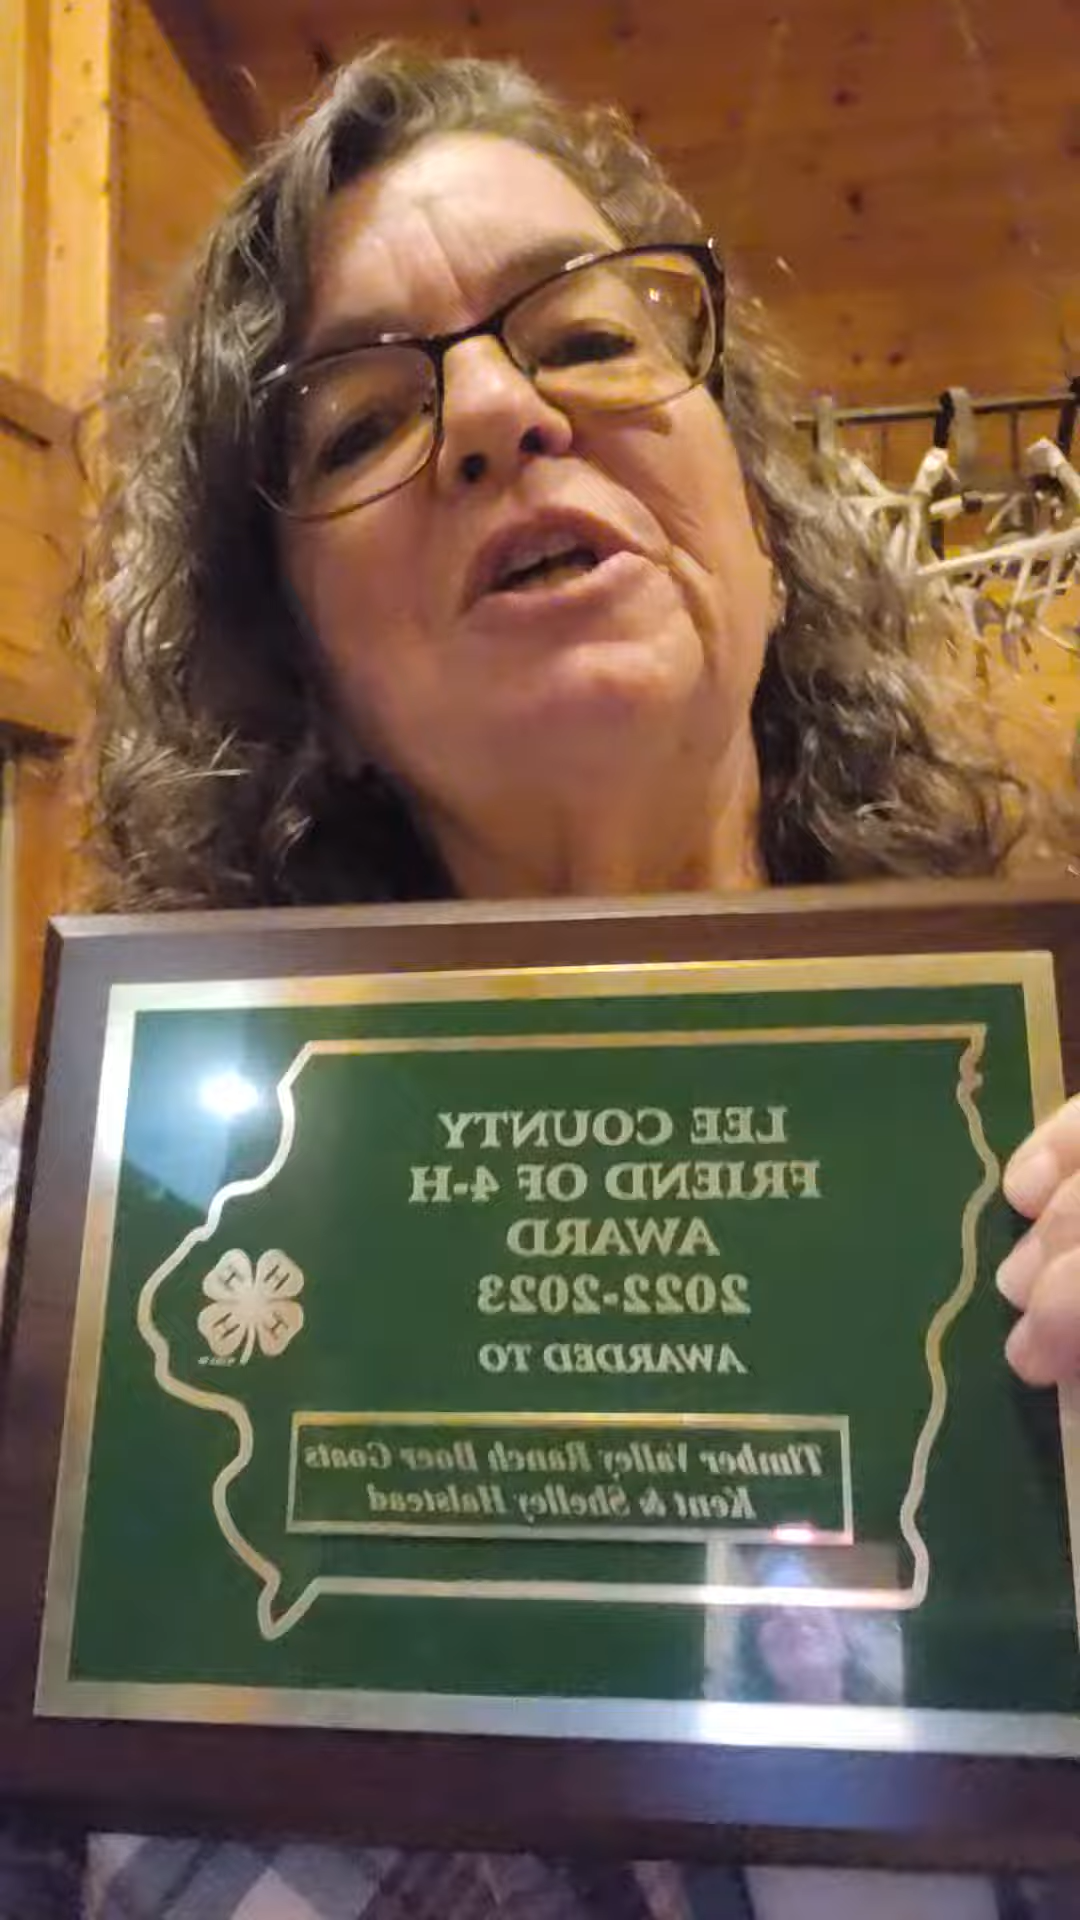 LEE COUNTY
FRIEND OF 4-H
AWARD
2022-2023
AWARDED TO
Timber Valley Ranch Boer Goats
Kent & Shelley Halstead
H H
H H